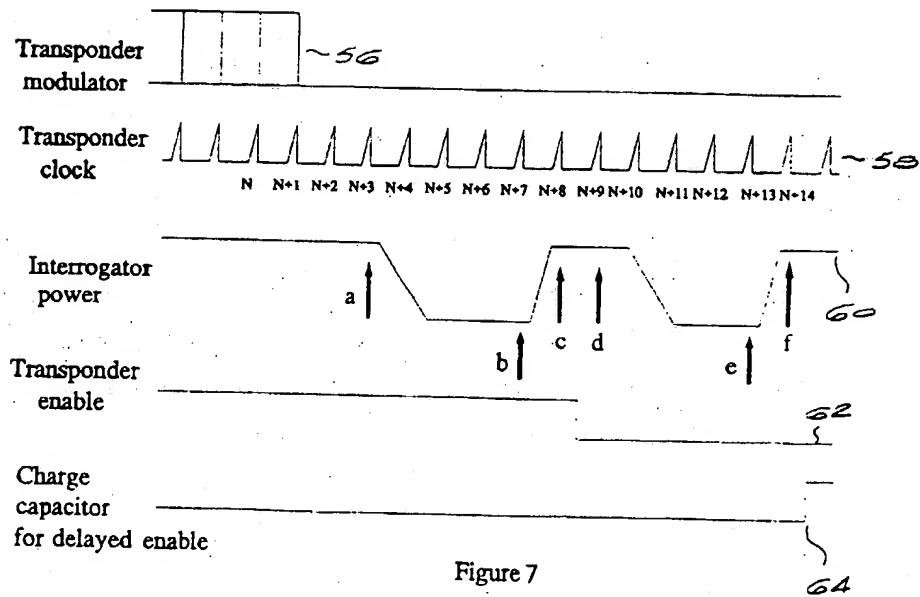 Transponder
modulator
56
Transponder
clock
58
N N+1 N+2 N+3 N+4 N+5 N+6 N+7 N+8 N+9 N+10 N+11 N+12 N+13 N+14
Interrogator
power
a
b
c
d
e
f
60
Transponder
enable
62
Charge
capacitor
for delayed enable
64
Figure 7